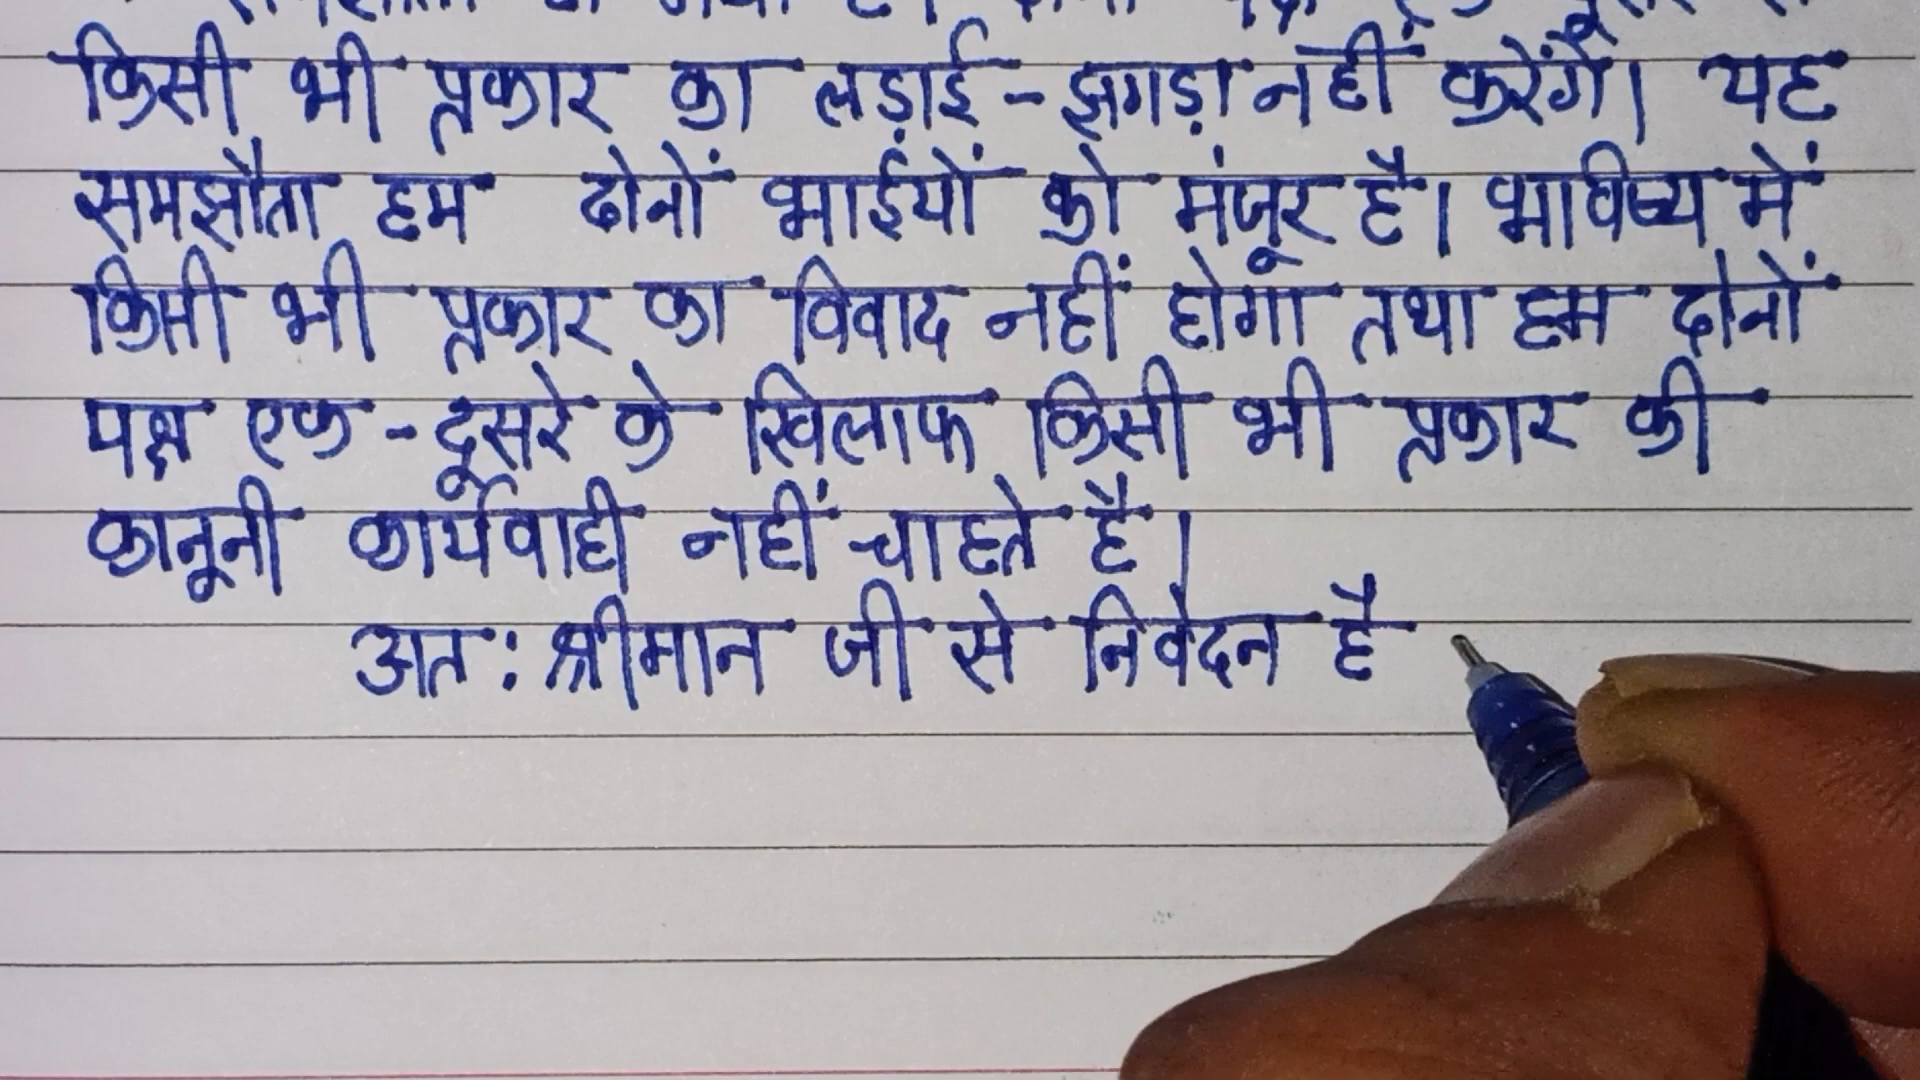 किसी भी प्रकार का लड़ाई-झगड़ा नहीं करेंगे। यह
समझौता हम दोनों भाईयों को मंजूर है। भविष्य में
किसी भी प्रकार का विवाद नहीं होगा तथा हम दोनों
पक्ष एक-दूसरे के खिलाफ किसी भी प्रकार की
कानूनी कार्यवाही नहीं चाहते है।
अत: श्रीमान जी से निवेदन है